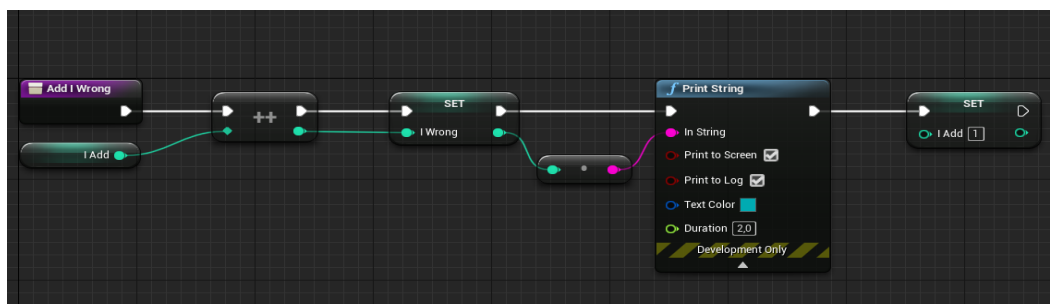 Add I Wrong
I Add
++
SET
I Wrong
f Print String
In String
Print to Screen
Print to Log
Text Color
Duration 2,0
Development Only
SET
I Add 1